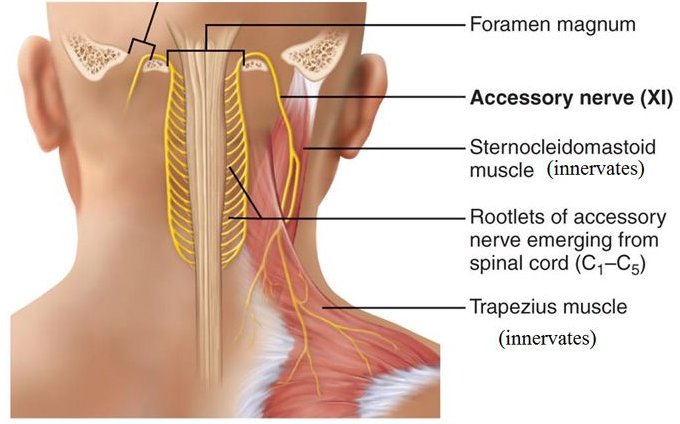 Foramen magnum
Accessory nerve (XI)
Sternocleidomastoid
muscle (innervates)
Rootlets of accessory
nerve emerging from
spinal cord (C₁–C₅)
Trapezius muscle
(innervates)